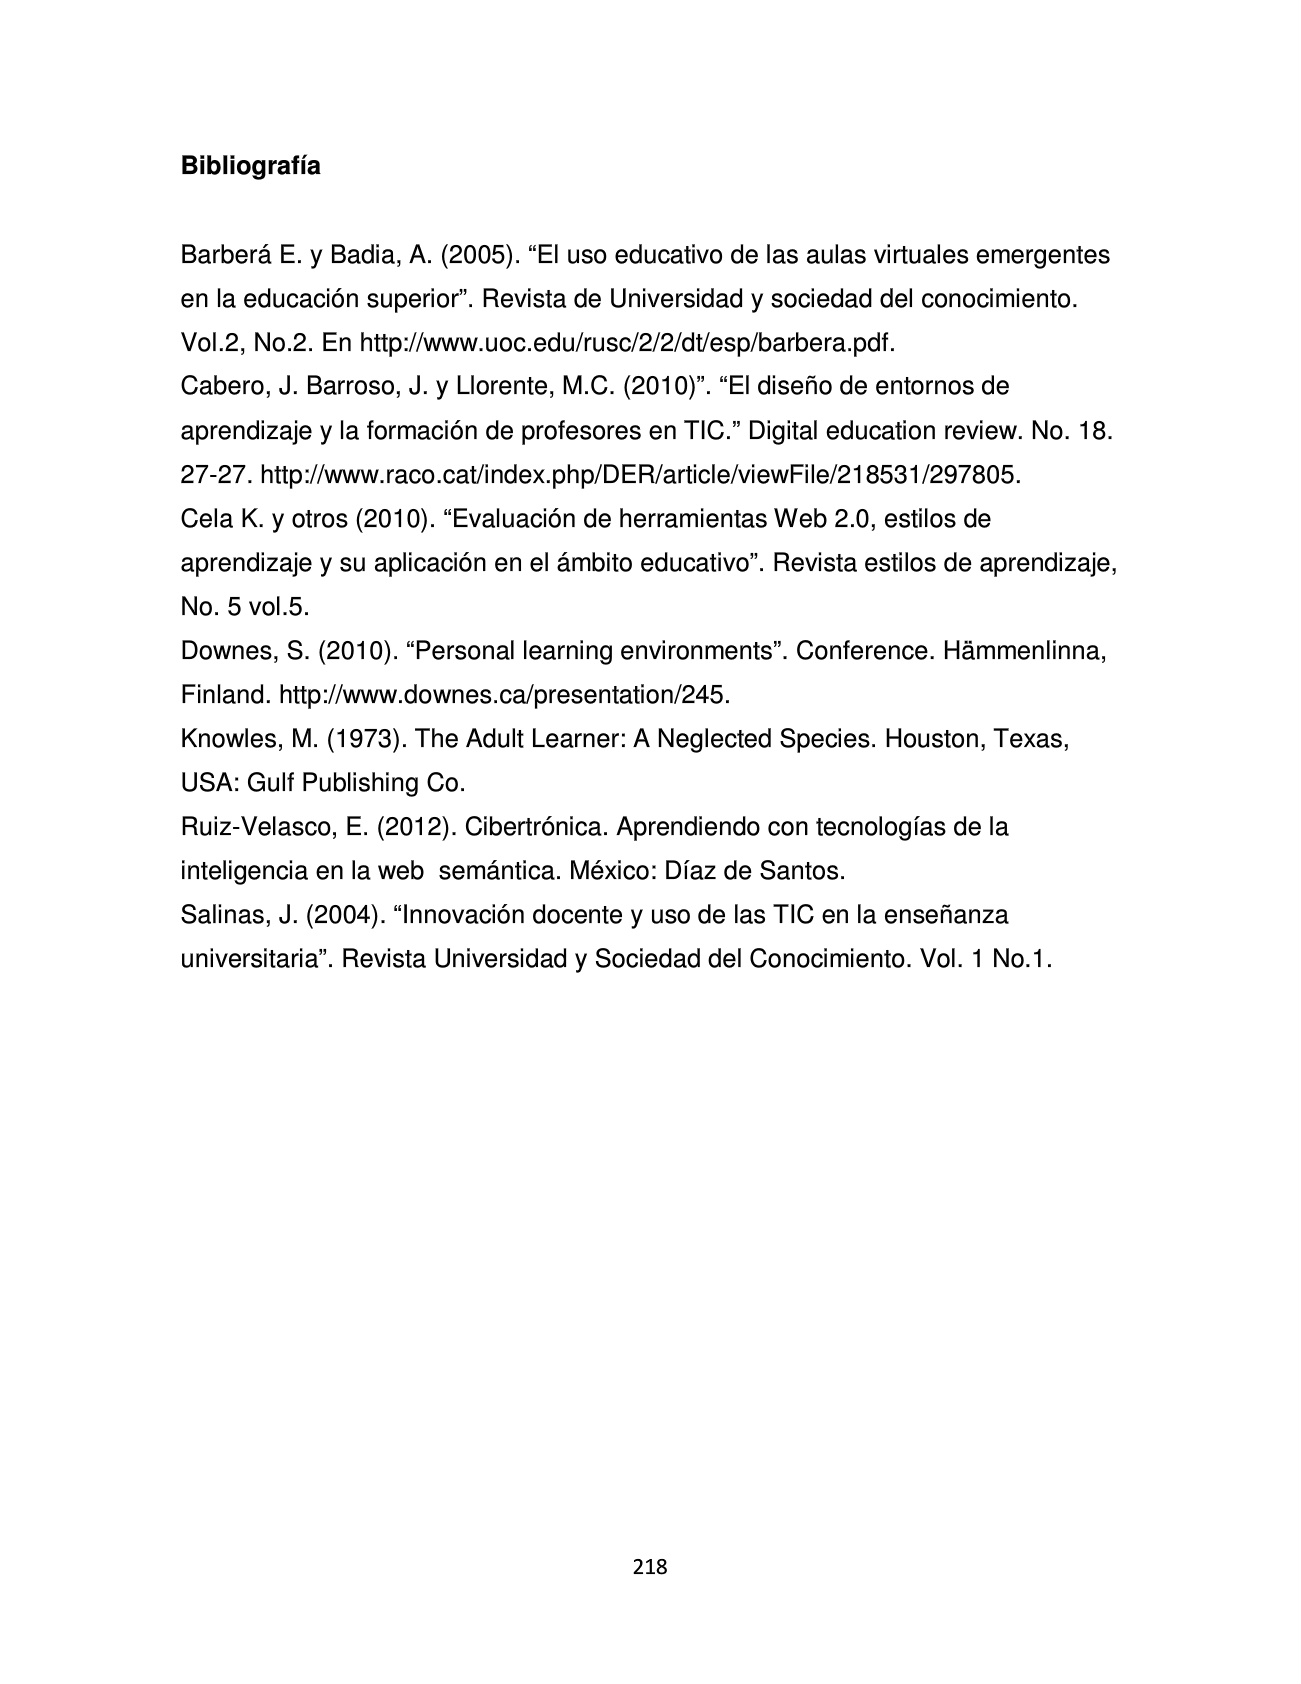 Bibliografía
Barberá E. y Badia, A. (2005). “El uso educativo de las aulas virtuales emergentes
en la educación superior”. Revista de Universidad y sociedad del conocimiento.
Vol.2, No.2. En http://www.uoc.edu/rusc/2/2/dt/esp/barbera.pdf.
Cabero, J. Barroso, J. y Llorente, M.C. (2010)”. “El diseño de entornos de
aprendizaje y la formación de profesores en TIC.” Digital education review. No. 18.
27-27. http://www.raco.cat/index.php/DER/article/viewFile/218531/297805.
Cela K. y otros (2010). “Evaluación de herramientas Web 2.0, estilos de
aprendizaje y su aplicación en el ámbito educativo”. Revista estilos de aprendizaje,
No. 5 vol.5.
Downes, S. (2010). “Personal learning environments”. Conference. Hämmenlinna,
Finland. http://www.downes.ca/presentation/245.
Knowles, M. (1973). The Adult Learner: A Neglected Species. Houston, Texas,
USA: Gulf Publishing Co.
Ruiz-Velasco, E. (2012). Cibertrónica. Aprendiendo con tecnologías de la
inteligencia en la web  semántica. México: Díaz de Santos.
Salinas, J. (2004). “Innovación docente y uso de las TIC en la enseñanza
universitaria”. Revista Universidad y Sociedad del Conocimiento. Vol. 1 No.1.
218